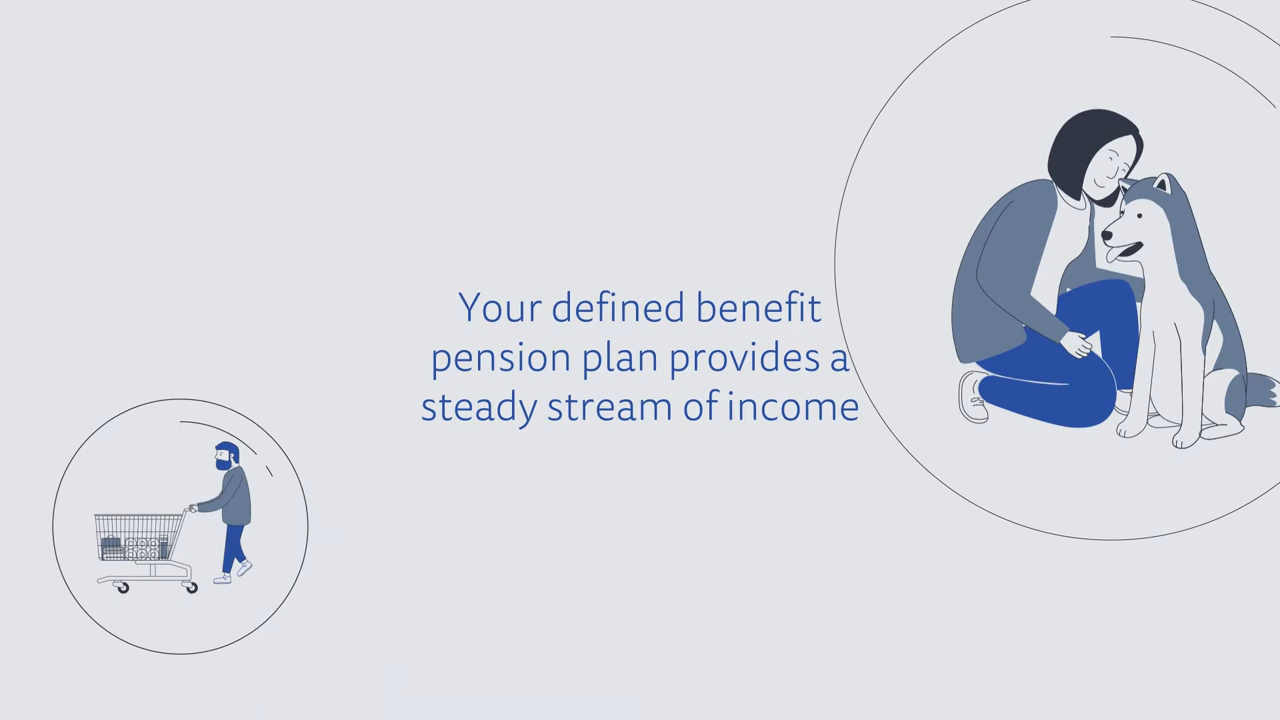 Your defined benefit
pension plan provides a
steady stream of income